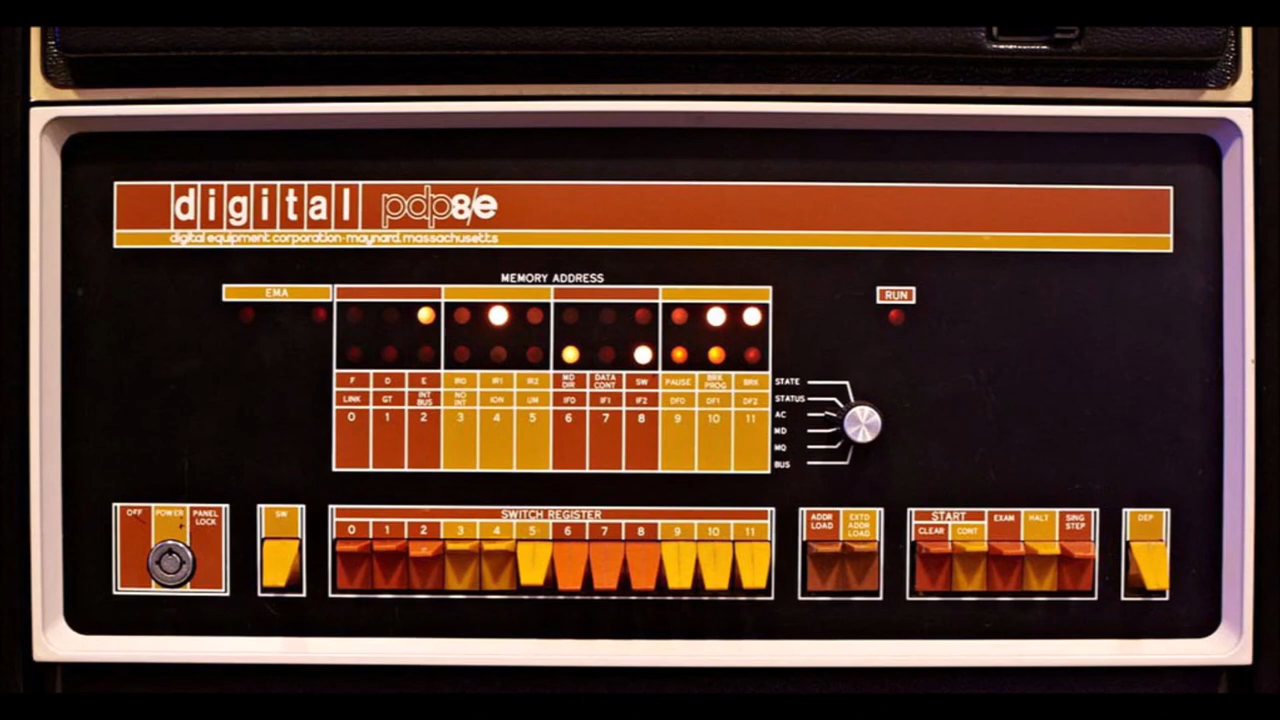 digital pdp8/e
digital equipment corporation·maynard, massachusetts
MEMORY ADDRESS
EMA
RUN
F D E IR0 IR1 IR2 MD DIR DATA CONT SW PAUSE BRK PROG BRK
LINK GT INT BUS NO INT ION UM IF0 IF1 IF2 DF0 DF1 DF2
0 1 2 3 4 5 6 7 8 9 10 11
STATE
STATUS
AC
MD
MQ
BUS
OFF POWER PANEL LOCK
SW
SWITCH REGISTER
0 1 2 3 4 5 6 7 8 9 10 11
ADDR LOAD EXTD ADDR LOAD
START
CLEAR CONT EXAM HALT SING STEP
DEP